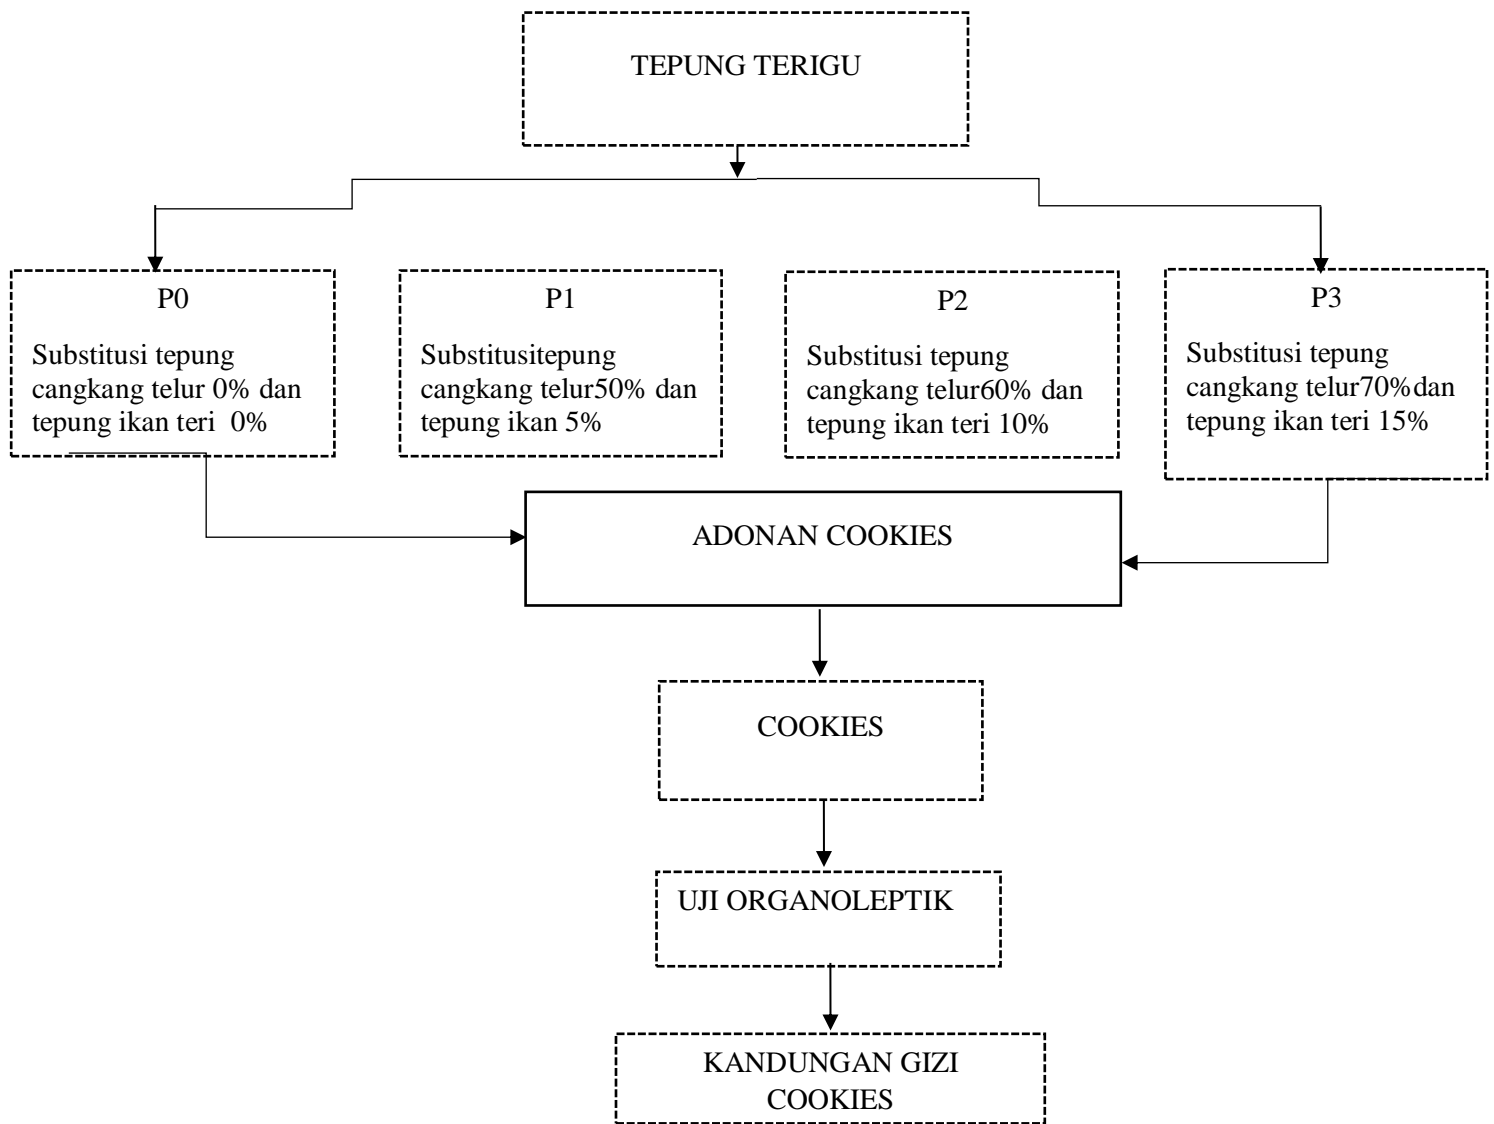 TEPUNG TERIGU
P0
Substitusi tepung
cangkang telur 0% dan
tepung ikan teri 0%
P1
Substitusitepung
cangkang telur50% dan
tepung ikan 5%
P2
Substitusi tepung
cangkang telur60% dan
tepung ikan teri 10%
P3
Substitusi tepung
cangkang telur70%dan
tepung ikan teri 15%
ADONAN COOKIES
COOKIES
UJI ORGANOLEPTIK
KANDUNGAN GIZI
COOKIES